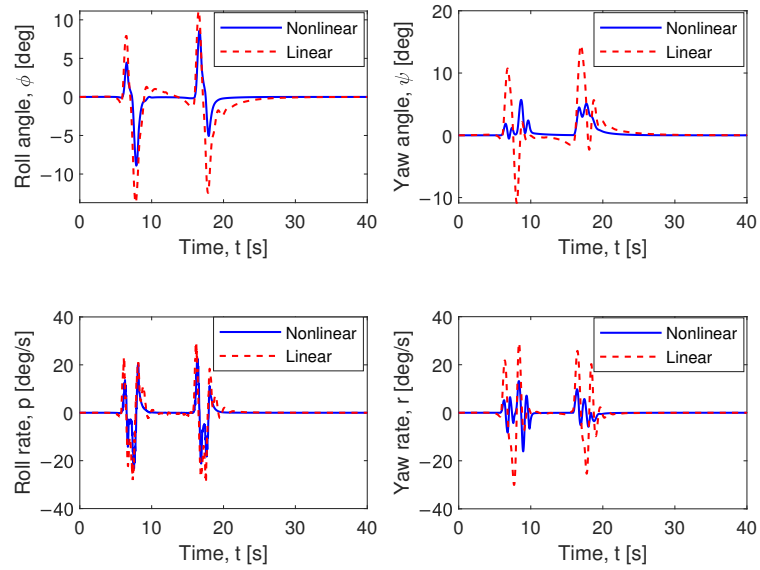 Roll angle, ϕ [deg]
10
5
0
−5
−10
Nonlinear
Linear
0
10
20
30
40
Time, t [s]
Yaw angle, ψ [deg]
20
10
0
−10
Nonlinear
Linear
0
10
20
30
40
Time, t [s]
Roll rate, p [deg/s]
40
20
0
−20
−40
Nonlinear
Linear
0
10
20
30
40
Time, t [s]
Yaw rate, r [deg/s]
40
20
0
−20
−40
Nonlinear
Linear
0
10
20
30
40
Time, t [s]